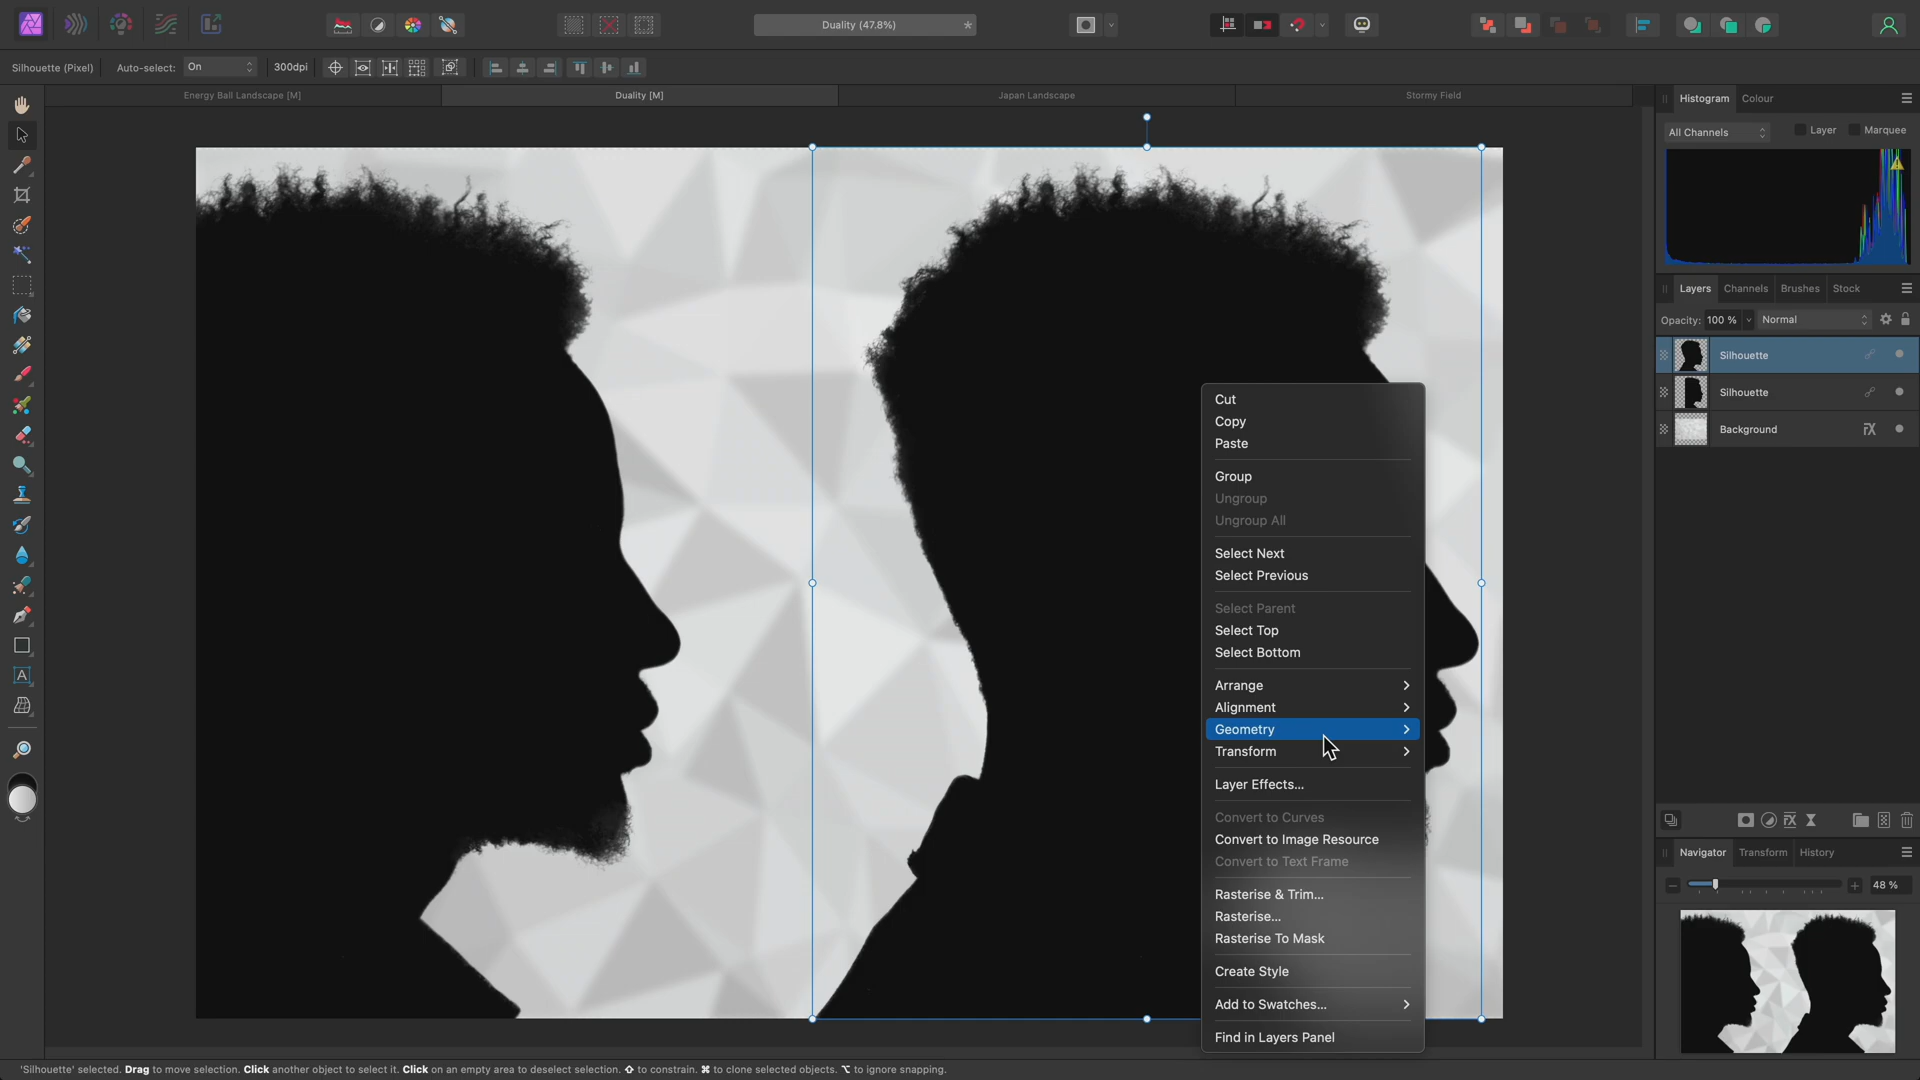 Duality (47.8%)
*
Silhouette (Pixel)
Auto-select:
On
300dpi
Energy Ball Landscape [M]
Duality [M]
Japan Landscape
Stormy Field
Histogram
Colour
All Channels
Layer
Marquee
Layers
Channels
Brushes
Stock
Opacity:
100 %
Normal
Silhouette
Silhouette
Background
Cut
Copy
Paste
Group
Ungroup
Ungroup All
Select Next
Select Previous
Select Parent
Select Top
Select Bottom
Arrange
Alignment
Geometry
Transform
Layer Effects...
Convert to Curves
Convert to Image Resource
Convert to Text Frame
Rasterise & Trim...
Rasterise...
Rasterise To Mask
Create Style
Add to Swatches...
Find in Layers Panel
Navigator
Transform
History
48 %
'Silhouette' selected. Drag to move selection. Click another object to select it. Click on an empty area to deselect selection. ⇧ to constrain. ⌘ to clone selected objects. ⌥ to ignore snapping.